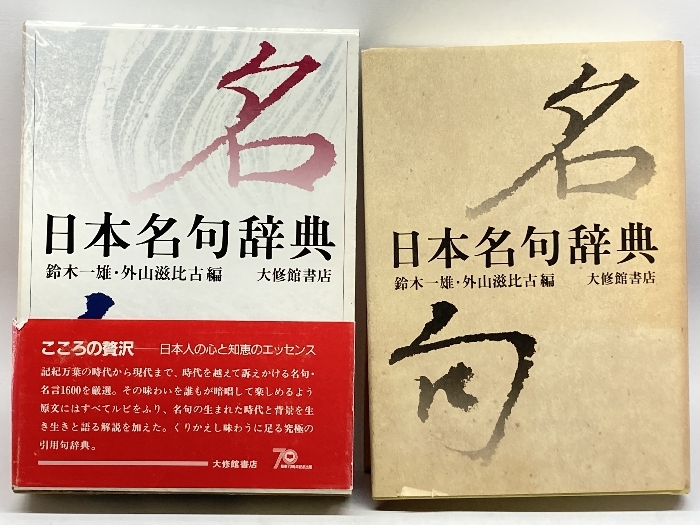 名
日本名句辞典
鈴木一雄・外山滋比古編 大修館書店
こころの贅沢——日本人の心と知恵のエッセンス
記紀万葉の時代から現代まで、時代を越えて訴えかける名句・
名言1600を厳選。その味わいを誰もが暗唱して楽しめるよう
原文にはすべてルビをふり、名句の生まれた時代と背景を生
き生きと語る解説を加えた。くりかえし味わうに足る究極の
引用句辞典。
大修館書店
70
名
日本名句辞典
鈴木一雄・外山滋比古編 大修館書店
句